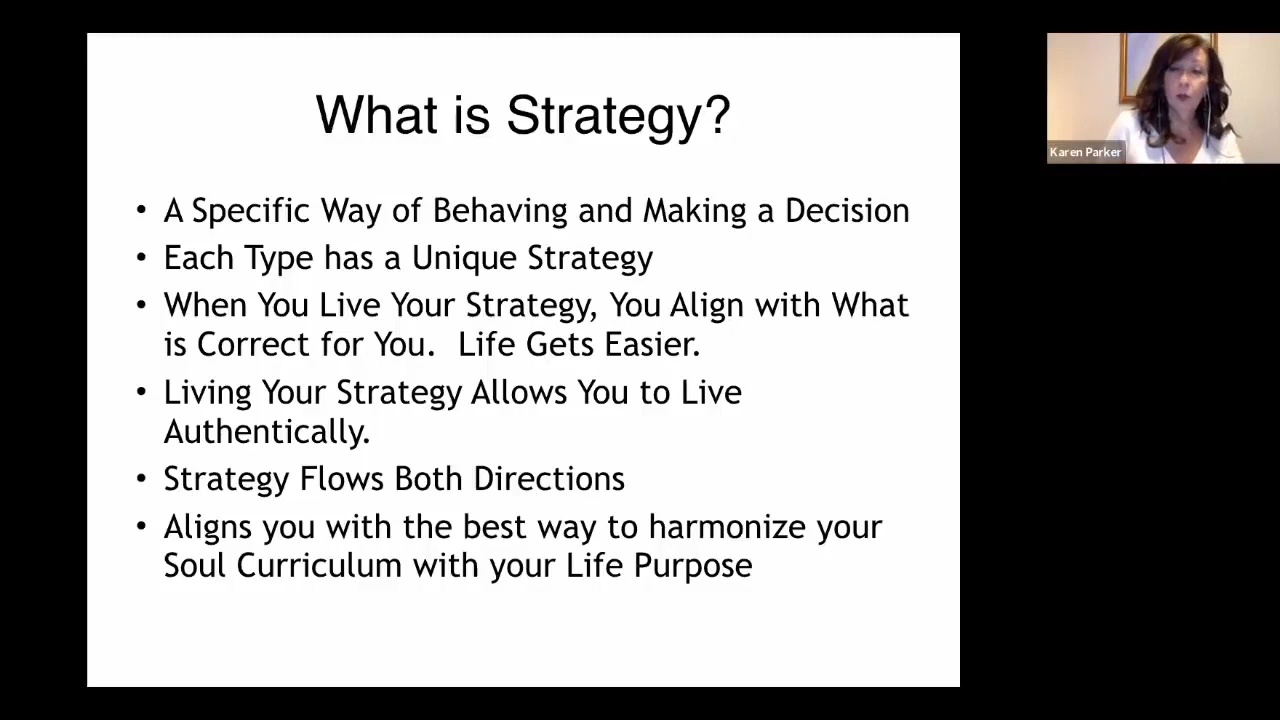 What is Strategy?
• A Specific Way of Behaving and Making a Decision
• Each Type has a Unique Strategy
• When You Live Your Strategy, You Align with What
is Correct for You.  Life Gets Easier.
• Living Your Strategy Allows You to Live
Authentically.
• Strategy Flows Both Directions
• Aligns you with the best way to harmonize your
Soul Curriculum with your Life Purpose
Karen Parker